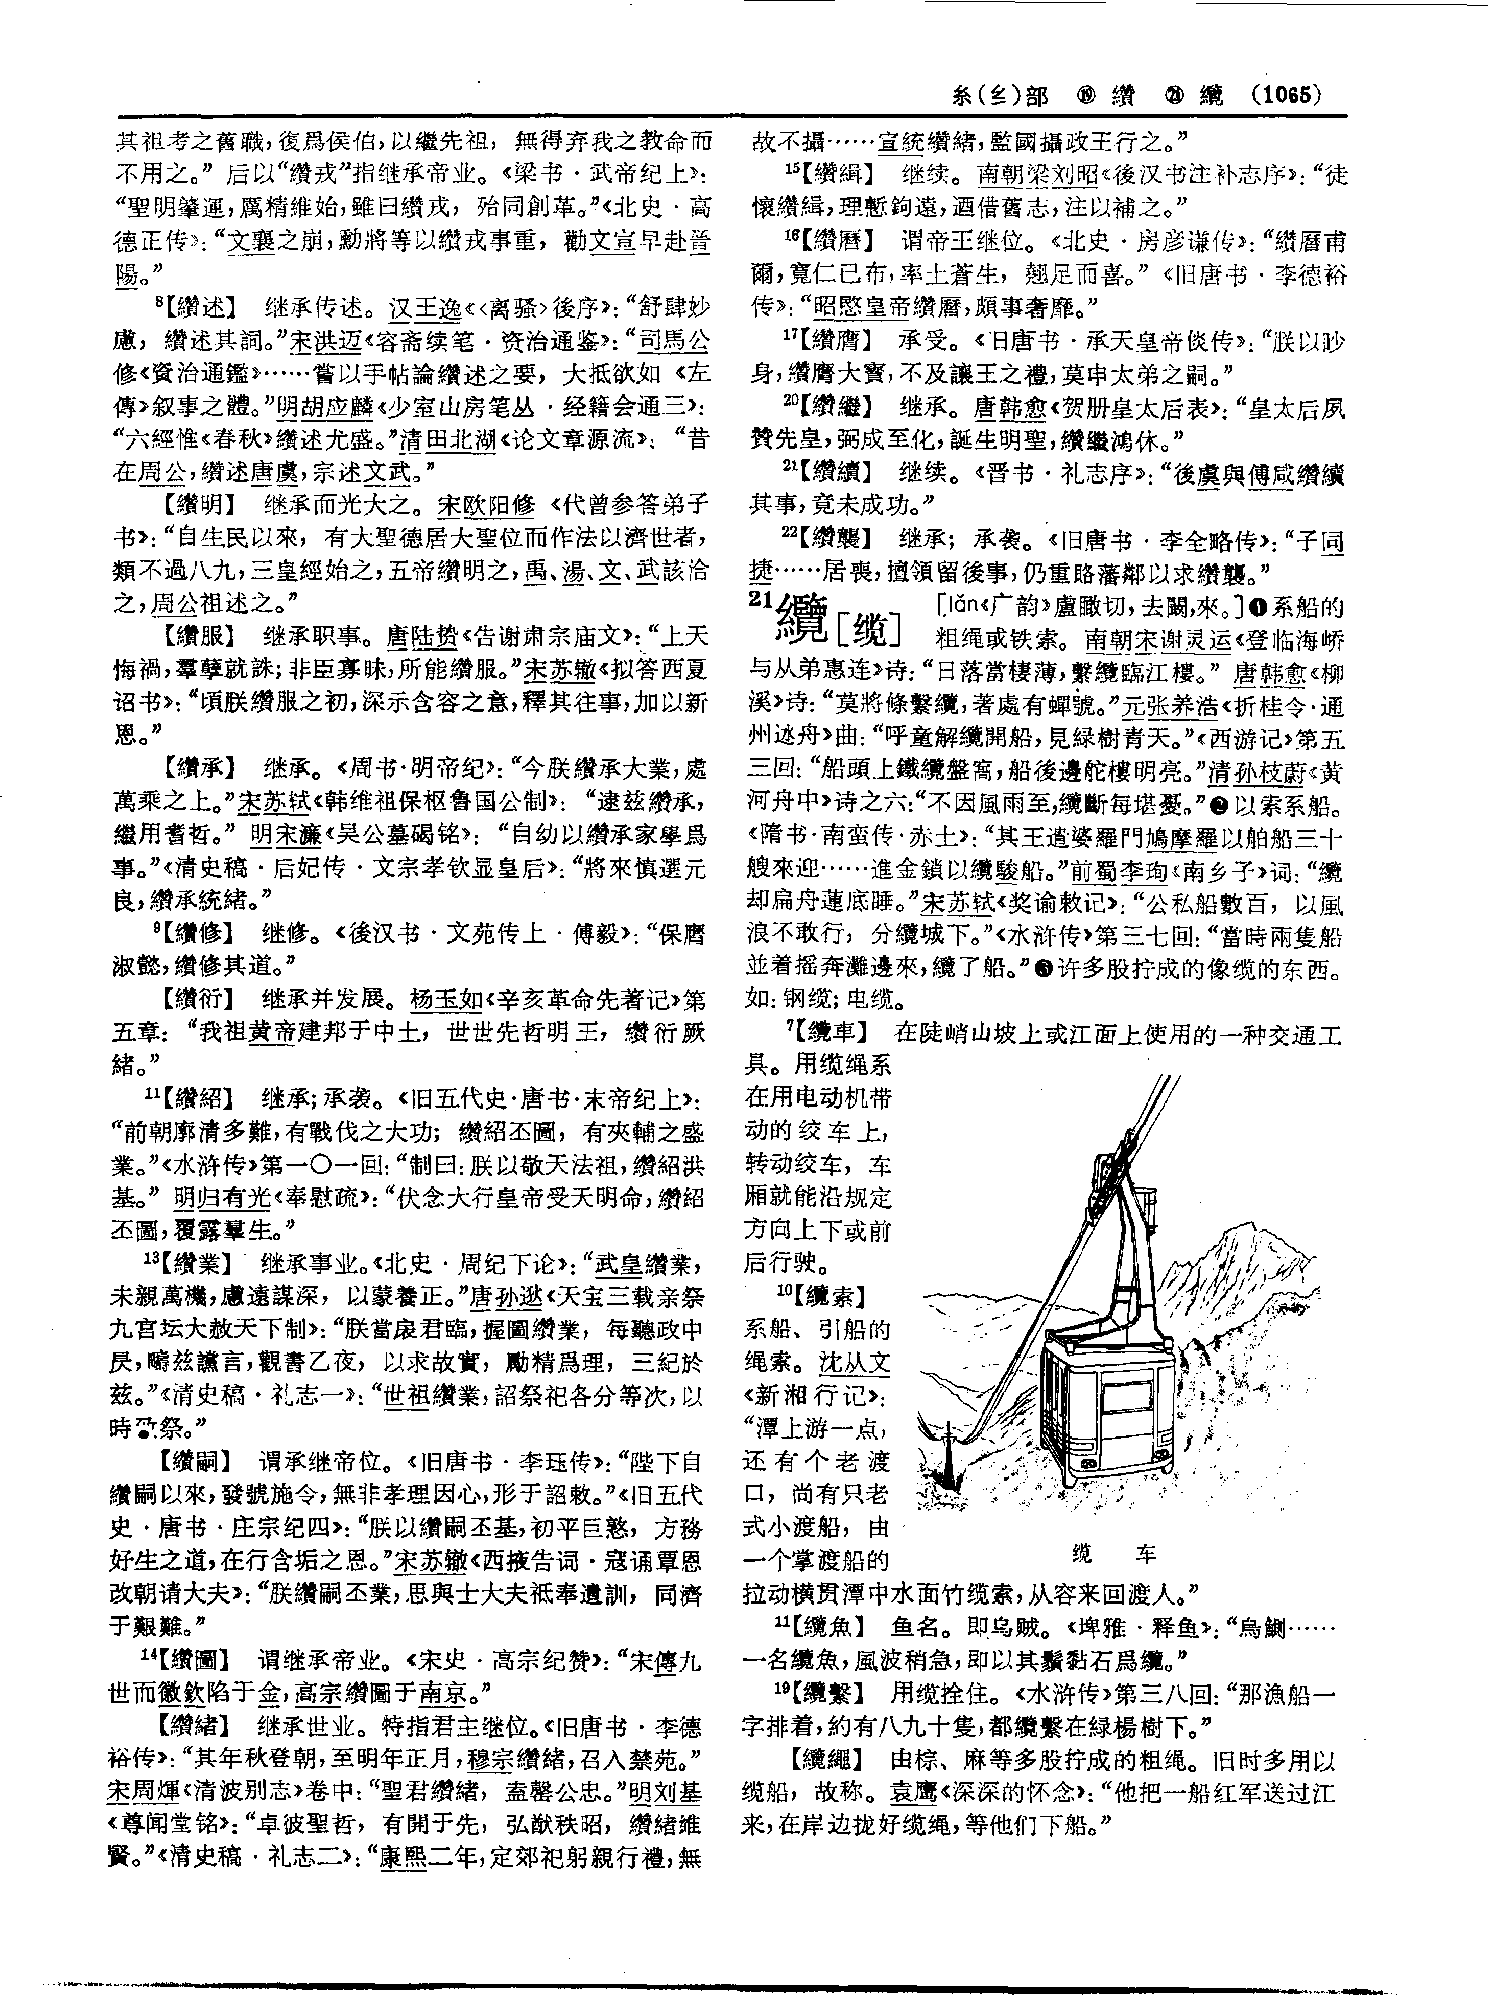 糸(纟)部 ⑲ 纘 ㉑ 纜 (1065)
其祖考之舊職，復爲侯伯，以繼先祖，無得弃我之教命而
不用之。”后以“纘戎”指继承帝业。《梁书·武帝纪上》：
“聖明肇運，厲精維始，雖曰纘戎，殆同創革。”《北史·高
德正传》：“文襄之崩，勳將等以纘戎事重，勸文宣早赴晋
陽。”
⁸【纘述】 继承传述。汉王逸《〈离骚〉後序》：“舒肆妙
慮，纘述其詞。”宋洪迈《容斋续笔·资治通鉴》：“司馬公
修《資治通鑑》……嘗以手帖論纘述之要，大抵欲如《左
傳》叙事之體。”明胡应麟《少室山房笔丛·经籍会通三》：
“六經惟《春秋》纘述尤盛。”清田北湖《论文章源流》：“昔
在周公，纘述唐虞，宗述文武。”
【纘明】 继承而光大之。宋欧阳修《代曾参答弟子
书》：“自生民以來，有大聖德居大聖位而作法以濟世者，
類不過八九，三皇經始之，五帝纘明之，禹、湯、文、武該洽
之，周公祖述之。”
【纘服】 继承职事。唐陆贽《告谢肃宗庙文》：“上天
悔禍，羣孽就誅；非臣寡昧，所能纘服。”宋苏辙《拟答西夏
诏书》：“頃朕纘服之初，深示含容之意，釋其往事，加以新
恩。”
【纘承】 继承。《周书·明帝纪》：“今朕纘承大業，處
萬乘之上。”宋苏轼《韩维祖保枢鲁国公制》：“逮兹纘承，
繼用耆哲。”明宋濂《吴公墓碣铭》：“自幼以纘承家學爲
事。”《清史稿·后妃传·文宗孝钦显皇后》：“將來慎選元
良，纘承統緒。”
⁹【纘修】 继修。《後汉书·文苑传上·傅毅》：“保膺
淑懿，纘修其道。”
【纘衍】 继承并发展。杨玉如《辛亥革命先著记》第
五章：“我祖黄帝建邦于中土，世世先哲明王，纘衍厥
緒。”
¹¹【纘紹】 继承；承袭。《旧五代史·唐书·末帝纪上》：
“前朝廓清多難，有戰伐之大功；纘紹丕圖，有夾輔之盛
業。”《水浒传》第一〇一回：“制曰：朕以敬天法祖，纘紹洪
基。”明归有光《奉慰疏》：“伏念大行皇帝受天明命，纘紹
丕圖，覆露羣生。”
¹³【纘業】 继承事业。《北史·周纪下论》：“武皇纘業，
未親萬機，慮遠謀深，以蒙養正。”唐孙逖《天宝三载亲祭
九宫坛大赦天下制》：“朕當扆君臨，握圖纘業，每聽政中
昃，疇兹讜言，觀書乙夜，以求故實，勵精爲理，三紀於
兹。”《清史稿·礼志一》：“世祖纘業，詔祭祀各分等次，以
時致祭。”
【纘嗣】 谓承继帝位。《旧唐书·李珏传》：“陛下自
纘嗣以來，發號施令，無非孝理因心，形于詔敕。”《旧五代
史·唐书·庄宗纪四》：“朕以纘嗣丕基，初平巨憝，方務
好生之道，在行含垢之恩。”宋苏辙《西掖告词·寇诵覃恩
改朝请大夫》：“朕纘嗣丕業，思與士大夫祗奉遺訓，同濟
于艱難。”
¹⁴【纘圖】 谓继承帝业。《宋史·高宗纪赞》：“宋傳九
世而徽欽陷于金，高宗纘圖于南京。”
【纘緒】 继承世业。特指君主继位。《旧唐书·李德
裕传》：“其年秋登朝，至明年正月，穆宗纘緒，召入禁苑。”
宋周煇《清波别志》卷中：“聖君纘緒，盍罄公忠。”明刘基
《尊闻堂铭》：“卓彼聖哲，有開于先，弘猷秩昭，纘緒維
賢。”《清史稿·礼志二》：“康熙二年，定郊祀躬親行禮，無
故不攝……宣統纘緒，監國攝政王行之。”
¹⁵【纘緝】 继续。南朝梁刘昭《後汉书注补志序》：“徒
懷纘緝，理慙鉤遠，迺借舊志，注以補之。”
¹⁶【纘曆】 谓帝王继位。《北史·房彦谦传》：“纘曆甫
爾，寬仁已布，率土蒼生，翹足而喜。”《旧唐书·李德裕
传》：“昭愍皇帝纘曆，頗事奢靡。”
¹⁷【纘膺】 承受。《旧唐书·承天皇帝倓传》：“朕以眇
身，纘膺大寳，不及讓王之禮，莫申太弟之嗣。”
²⁰【纘繼】 继承。唐韩愈《贺册皇太后表》：“皇太后夙
贊先皇，弼成至化，誕生明聖，纘繼鴻休。”
²¹【纘續】 继续。《晋书·礼志序》：“後虞與傅咸纘續
其事，竟未成功。”
²²【纘襲】 继承；承袭。《旧唐书·李全略传》：“子同
捷……居喪，擅領留後事，仍重賂藩鄰以求纘襲。”
²¹纜［缆］ ［lǎn《广韵》盧瞰切，去闞，來。］❶系船的
粗绳或铁索。南朝宋谢灵运《登临海峤
与从弟惠连》诗：“日落當棲薄，繫纜臨江樓。”唐韩愈《柳
溪》诗：“莫將條繫纜，著處有蟬號。”元张养浩《折桂令·通
州巡舟》曲：“呼童解纜開船，見緑樹青天。”《西游记》第五
三回：“船頭上鐵纜盤窩，船後邊舵樓明亮。”清孙枝蔚《黄
河舟中》诗之六：“不因風雨至，纜斷每堪憂。”❷以索系船。
《隋书·南蛮传·赤土》：“其王遣婆羅門鳩摩羅以舶船三十
艘來迎……進金鎖以纜駿船。”前蜀李珣《南乡子》词：“纜
却扁舟蓮底睡。”宋苏轼《奖谕敕记》：“公私船數百，以風
浪不敢行，分纜城下。”《水浒传》第三七回：“當時兩隻船
並着摇奔灘邊來，纜了船。”❸许多股拧成的像缆的东西。
如：钢缆；电缆。
⁷【纜車】 在陡峭山坡上或江面上使用的一种交通工
具。用缆绳系
在用电动机带
动的绞车上，
转动绞车，车
厢就能沿规定
方向上下或前
后行驶。
¹⁰【纜索】
系船、引船的
绳索。沈从文
《新湘行记》：
“潭上游一点，
还有个老渡
口，尚有只老
式小渡船，由
一个掌渡船的
缆 车
拉动横贯潭中水面竹缆索，从容来回渡人。”
¹¹【纜魚】 鱼名。即乌贼。《埤雅·释鱼》：“烏鰂……
一名纜魚，風波稍急，即以其鬚黏石爲纜。”
¹⁹【纜繫】 用缆拴住。《水浒传》第三八回：“那漁船一
字排着，約有八九十隻，都纜繫在緑楊樹下。”
【纜繩】 由棕、麻等多股拧成的粗绳。旧时多用以
缆船，故称。袁鹰《深深的怀念》：“他把一船红军送过江
来，在岸边拢好缆绳，等他们下船。”